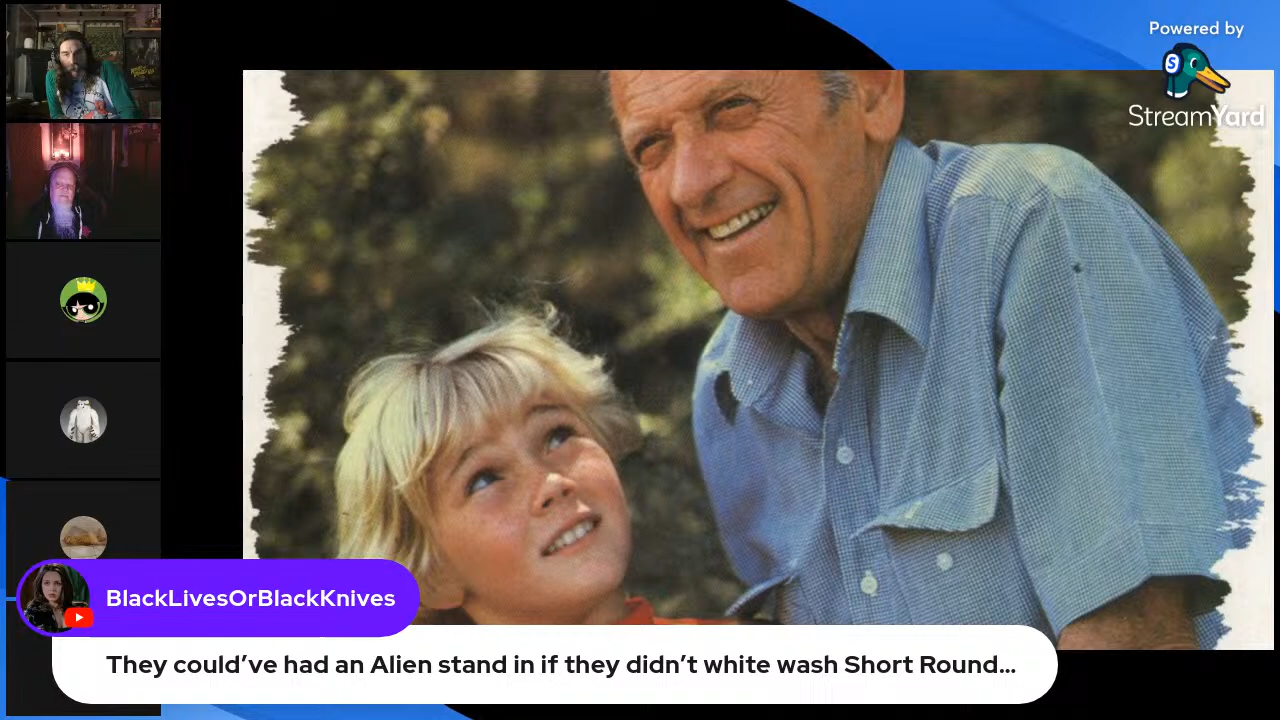 Powered by
StreamYard
BlackLivesOrBlackKnives
They could’ve had an Alien stand in if they didn’t white wash Short Round...